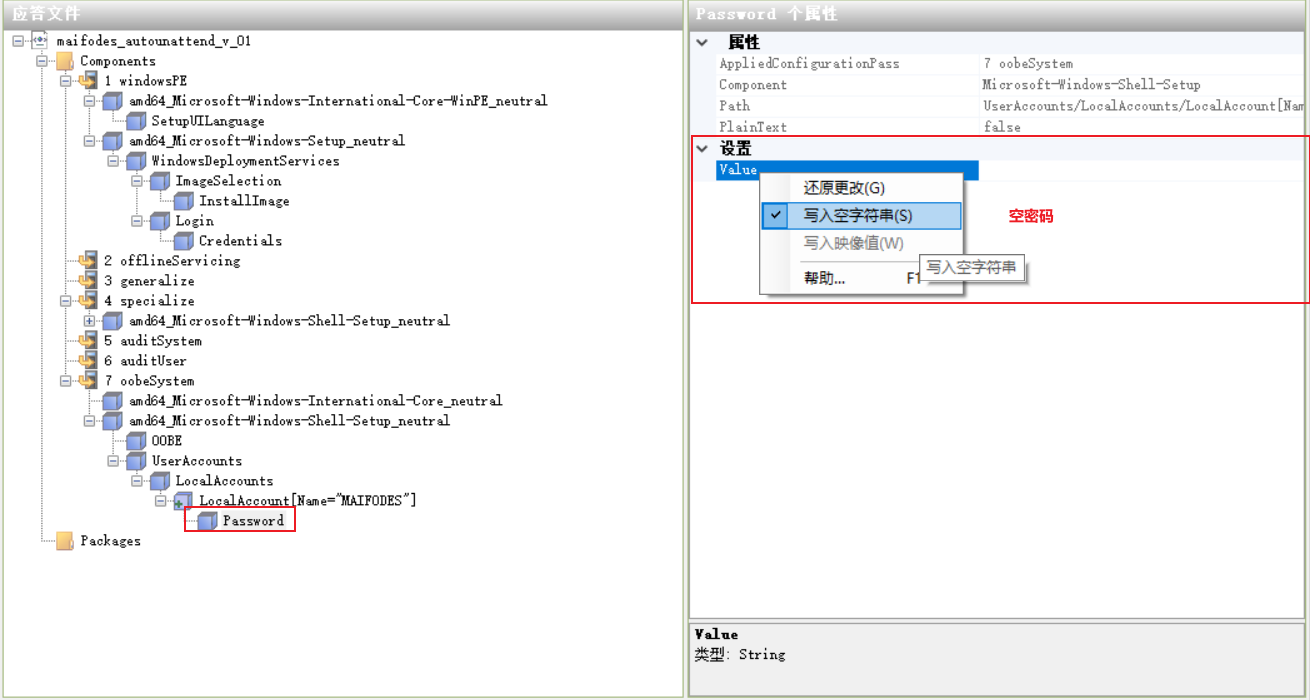 应答文件
maifodes_autounattend_v_01
Components
1 windowsPE
amd64_Microsoft-Windows-International-Core-WinPE_neutral
SetupUILanguage
amd64_Microsoft-Windows-Setup_neutral
WindowsDeploymentServices
ImageSelection
InstallImage
Login
Credentials
2 offlineServicing
3 generalize
4 specialize
amd64_Microsoft-Windows-Shell-Setup_neutral
5 auditSystem
6 auditUser
7 oobeSystem
amd64_Microsoft-Windows-International-Core_neutral
amd64_Microsoft-Windows-Shell-Setup_neutral
OOBE
UserAccounts
LocalAccounts
LocalAccount[Name="MAIFODES"]
Password
Packages
Password 个属性
属性
AppliedConfigurationPass 7 oobeSystem
Component Microsoft-Windows-Shell-Setup
Path UserAccounts/LocalAccounts/LocalAccount[Nam
PlainText false
设置
Value
还原更改(G)
写入空字符串(S)
空密码
写入映像值(W)
写入空字符串
帮助... F1
Value
类型: String